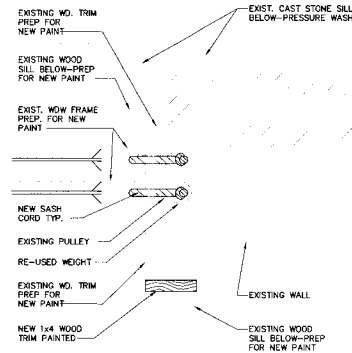 EXISTING WD. TRIM
PREP FOR
NEW PAINT
EXIST. CAST STONE SILL
BELOW-PRESSURE WASH
EXISTING WOOD
SILL BELOW-PREP
FOR NEW PAINT
EXIST. WDW FRAME
PREP. FOR NEW
PAINT
NEW SASH
CORD TYP.
EXISTING PULLEY
RE-USED WEIGHT
EXISTING WD. TRIM
PREP FOR
NEW PAINT
EXISTING WALL
NEW 1x4 WOOD
TRIM PAINTED
EXISTING WOOD
SILL BELOW-PREP
FOR NEW PAINT